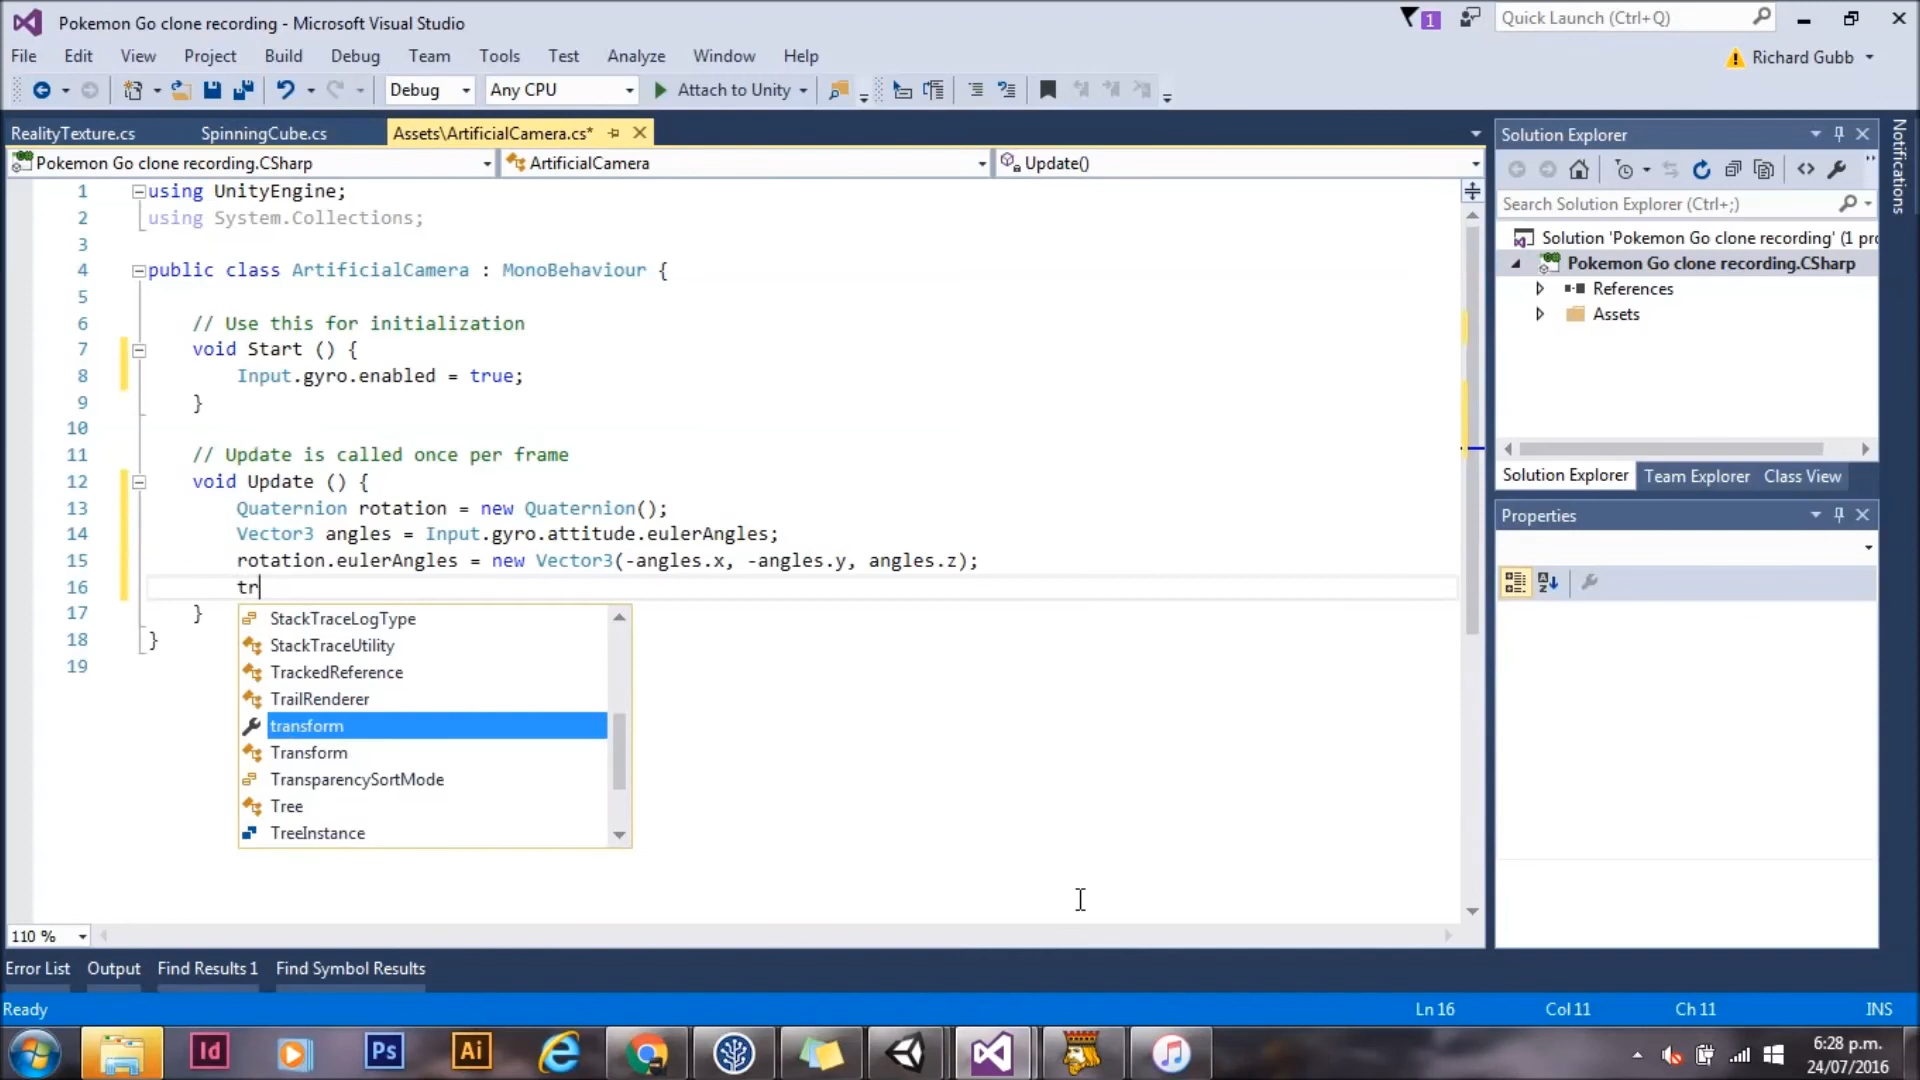 Pokemon Go clone recording - Microsoft Visual Studio
1
Quick Launch (Ctrl+Q)
File Edit View Project Build Debug Team Tools Test Analyze Window Help
Richard Gubb
Debug Any CPU Attach to Unity
RealityTexture.cs SpinningCube.cs Assets\ArtificialCamera.cs*
Pokemon Go clone recording.CSharp ArtificialCamera Update()
1 using UnityEngine;
2 using System.Collections;
3
4 public class ArtificialCamera : MonoBehaviour {
5
6 // Use this for initialization
7 void Start () {
8 Input.gyro.enabled = true;
9 }
10
11 // Update is called once per frame
12 void Update () {
13 Quaternion rotation = new Quaternion();
14 Vector3 angles = Input.gyro.attitude.eulerAngles;
15 rotation.eulerAngles = new Vector3(-angles.x, -angles.y, angles.z);
16 tr
17 }
18 }
19
StackTraceLogType
StackTraceUtility
TrackedReference
TrailRenderer
transform
Transform
TransparencySortMode
Tree
TreeInstance
110 %
Solution Explorer
Search Solution Explorer (Ctrl+;)
Solution 'Pokemon Go clone recording' (1 pro
Pokemon Go clone recording.CSharp
References
Assets
Solution Explorer Team Explorer Class View
Properties
Notifications
Error List Output Find Results 1 Find Symbol Results
Ready Ln 16 Col 11 Ch 11 INS
Id Ps Ai
6:28 p.m.
24/07/2016